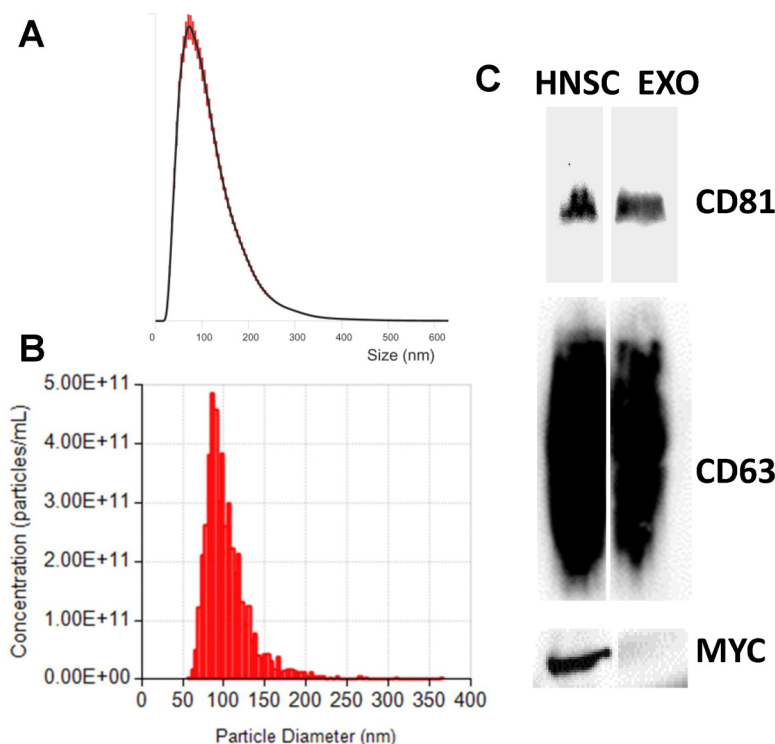 A
0 100 200 300 400 500 600
Size (nm)
B
5.00E+11
4.00E+11
3.00E+11
2.00E+11
1.00E+11
0.00E+00
Concentration (particles/mL)
0 50 100 150 200 250 300 350 400
Particle Diameter (nm)
C
HNSC EXO
CD81
CD63
MYC